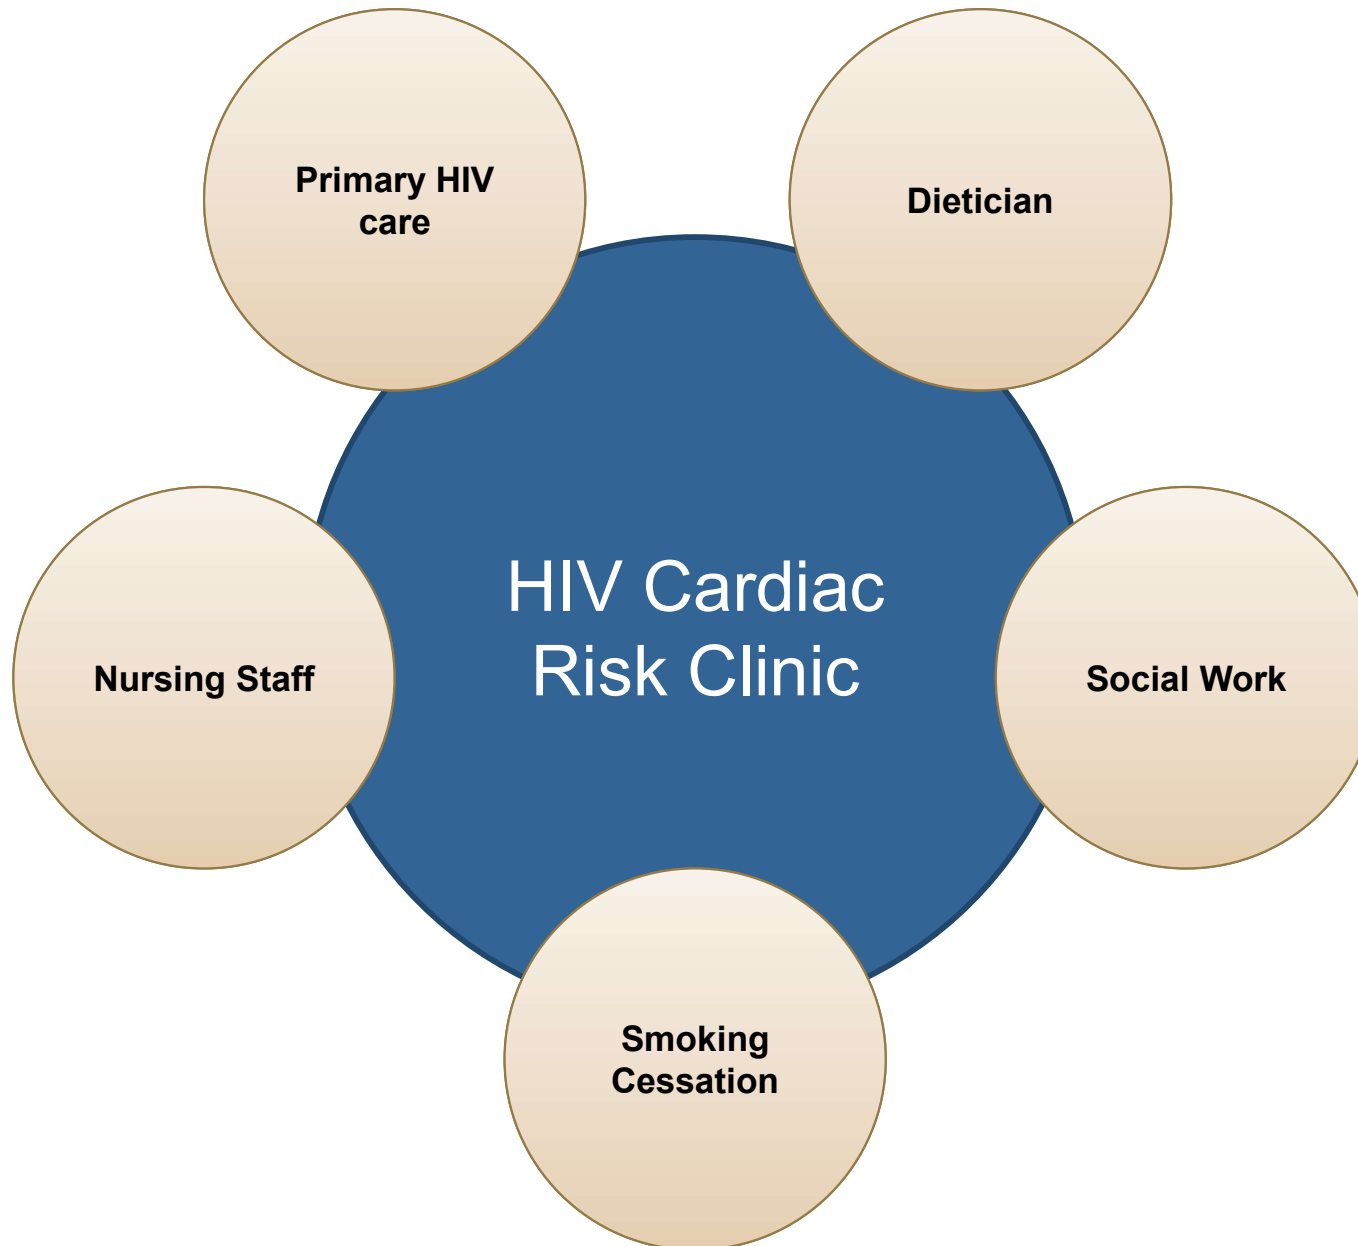 Primary HIV
care
Dietician
HIV Cardiac
Risk Clinic
Nursing Staff
Social Work
Smoking
Cessation